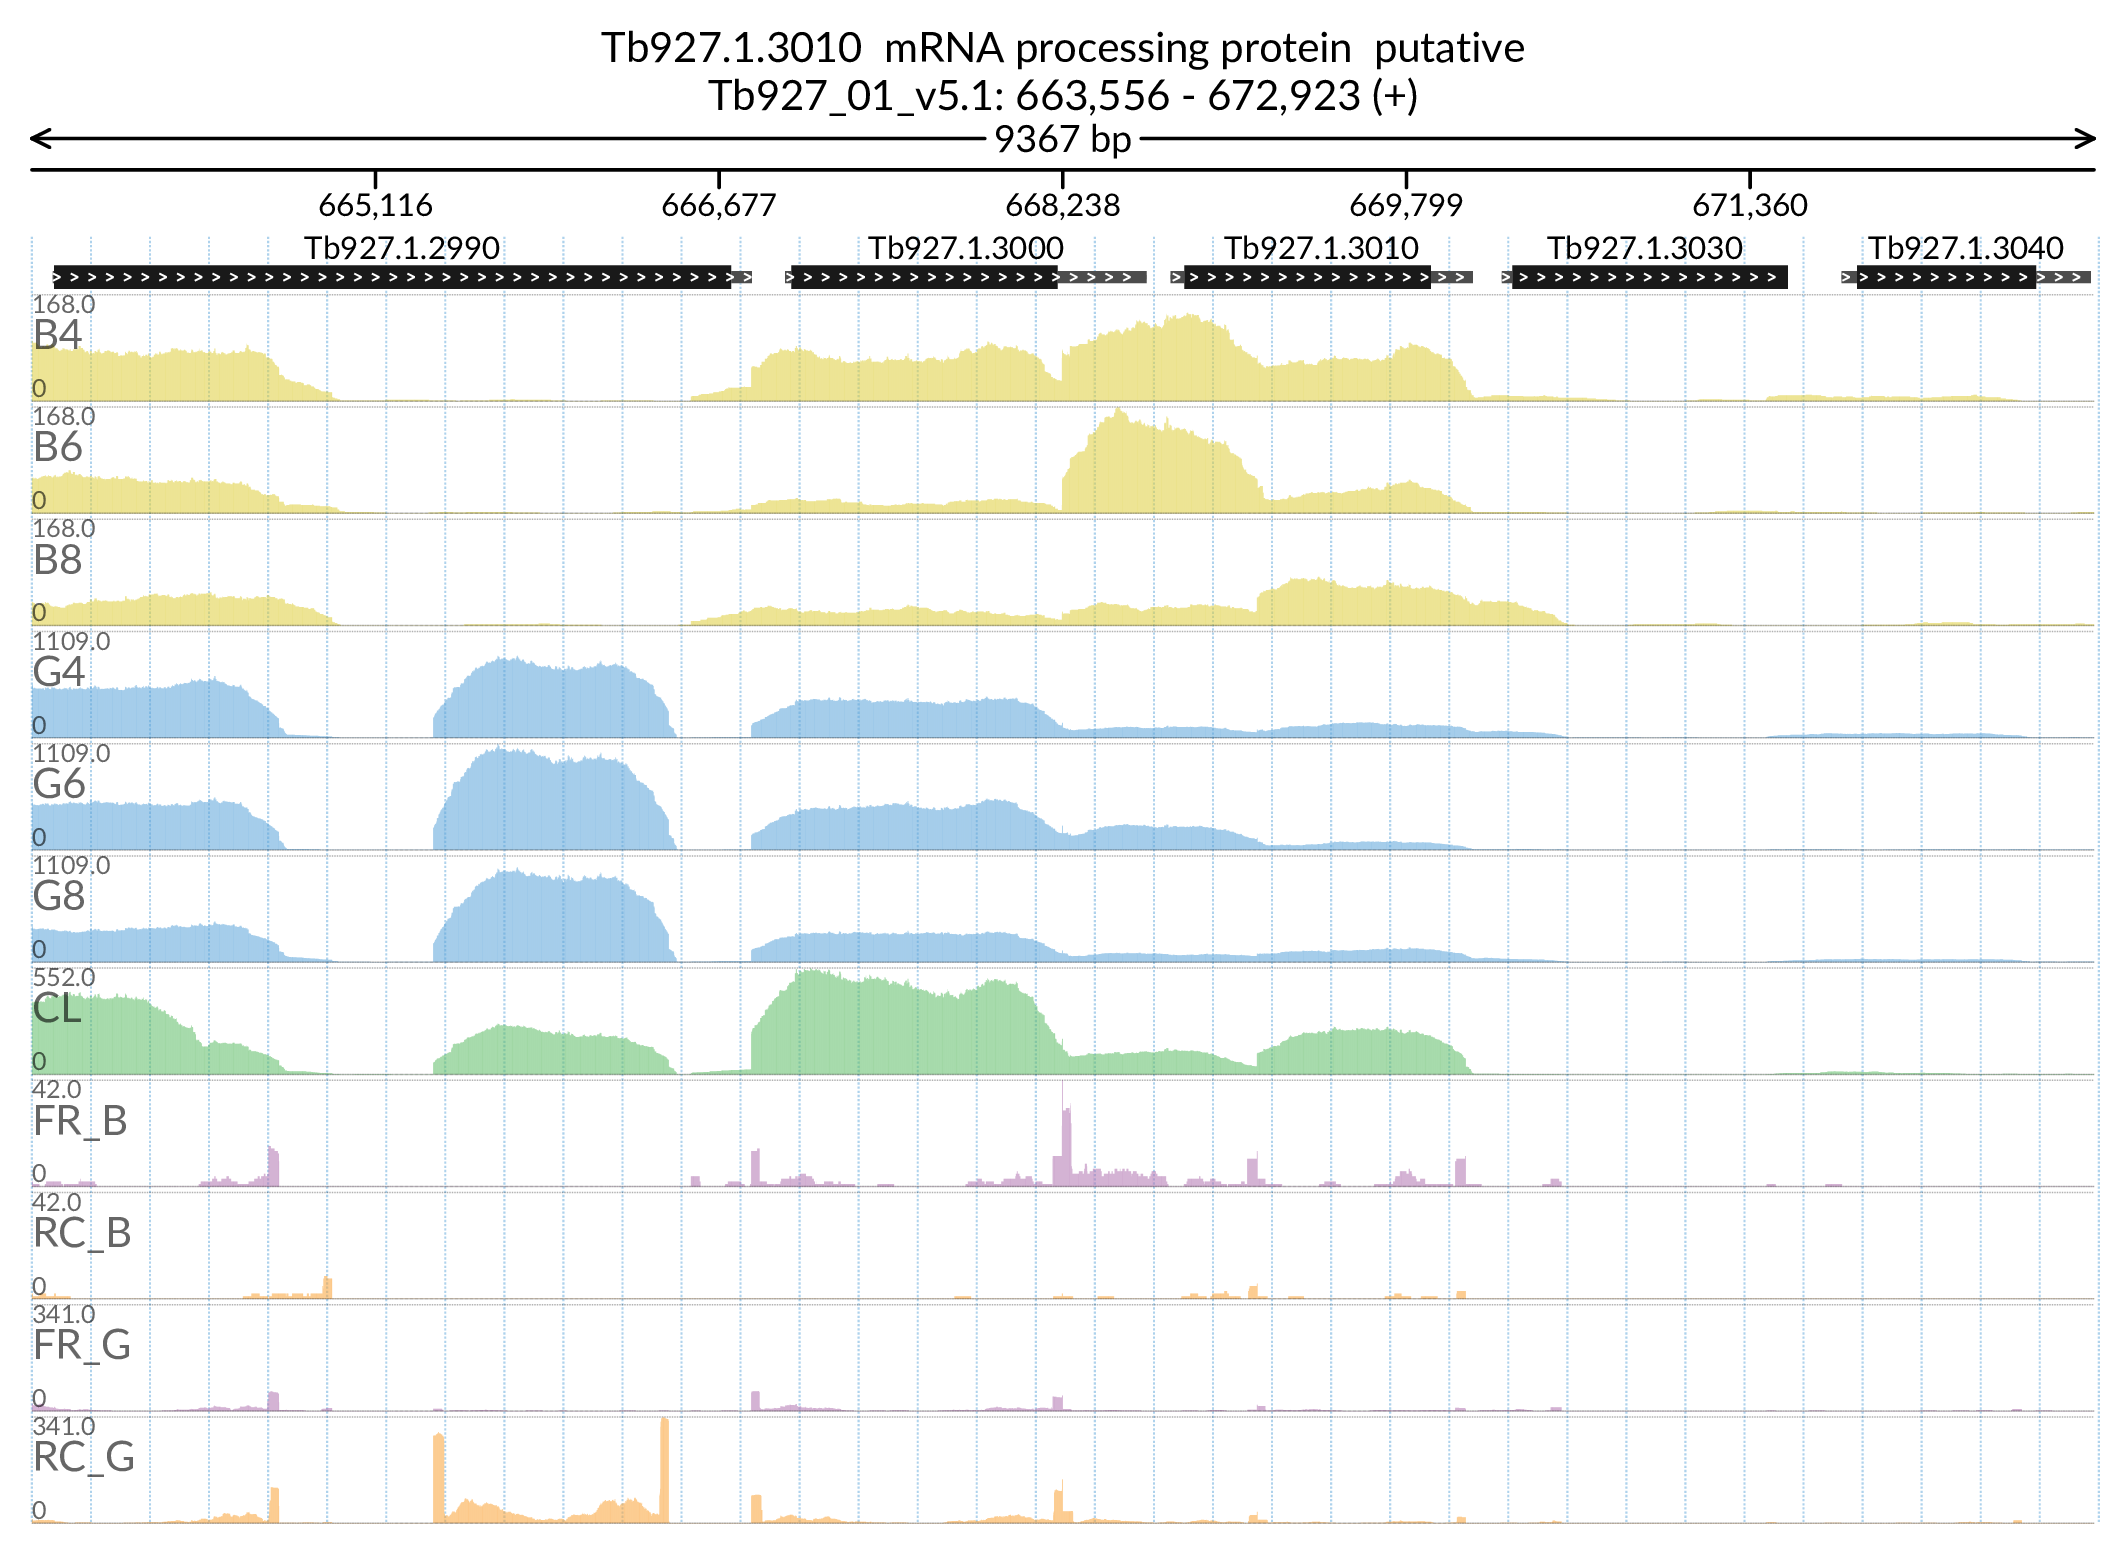 Tb927.1.3010 mRNA processing protein putative
Tb927_01_v5.1: 663,556 - 672,923 (+)
9367 bp
665,116 666,677 668,238 669,799 671,360
Tb927.1.2990 Tb927.1.3000 Tb927.1.3010 Tb927.1.3030 Tb927.1.3040
168.0
B4
0
168.0
B6
0
168.0
B8
0
1109.0
G4
0
1109.0
G6
0
1109.0
G8
0
552.0
CL
0
42.0
FR_B
0
42.0
RC_B
0
341.0
FR_G
0
341.0
RC_G
0